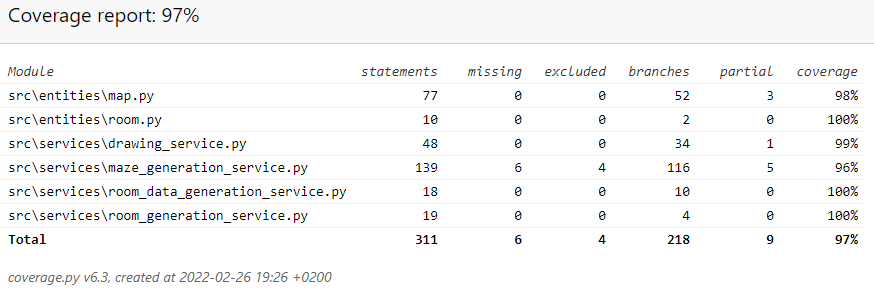 Coverage report: 97%
Module statements missing excluded branches partial coverage
src\entities\map.py 77 0 0 52 3 98%
src\entities\room.py 10 0 0 2 0 100%
src\services\drawing_service.py 48 0 0 34 1 99%
src\services\maze_generation_service.py 139 6 4 116 5 96%
src\services\room_data_generation_service.py 18 0 0 10 0 100%
src\services\room_generation_service.py 19 0 0 4 0 100%
Total 311 6 4 218 9 97%
coverage.py v6.3, created at 2022-02-26 19:26 +0200